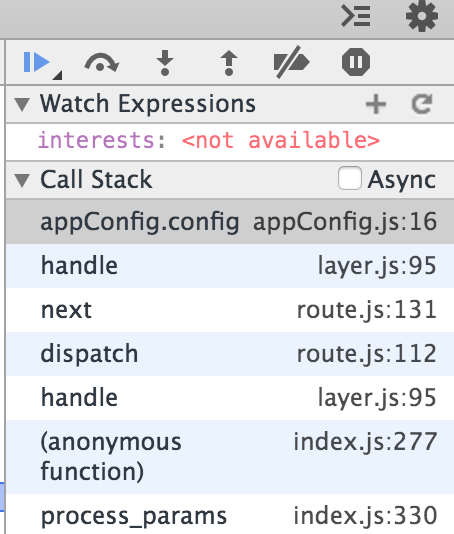 Watch Expressions
interests: <not available>
Call Stack Async
appConfig.config appConfig.js:16
handle layer.js:95
next route.js:131
dispatch route.js:112
handle layer.js:95
(anonymous index.js:277
function)
process_params index.js:330